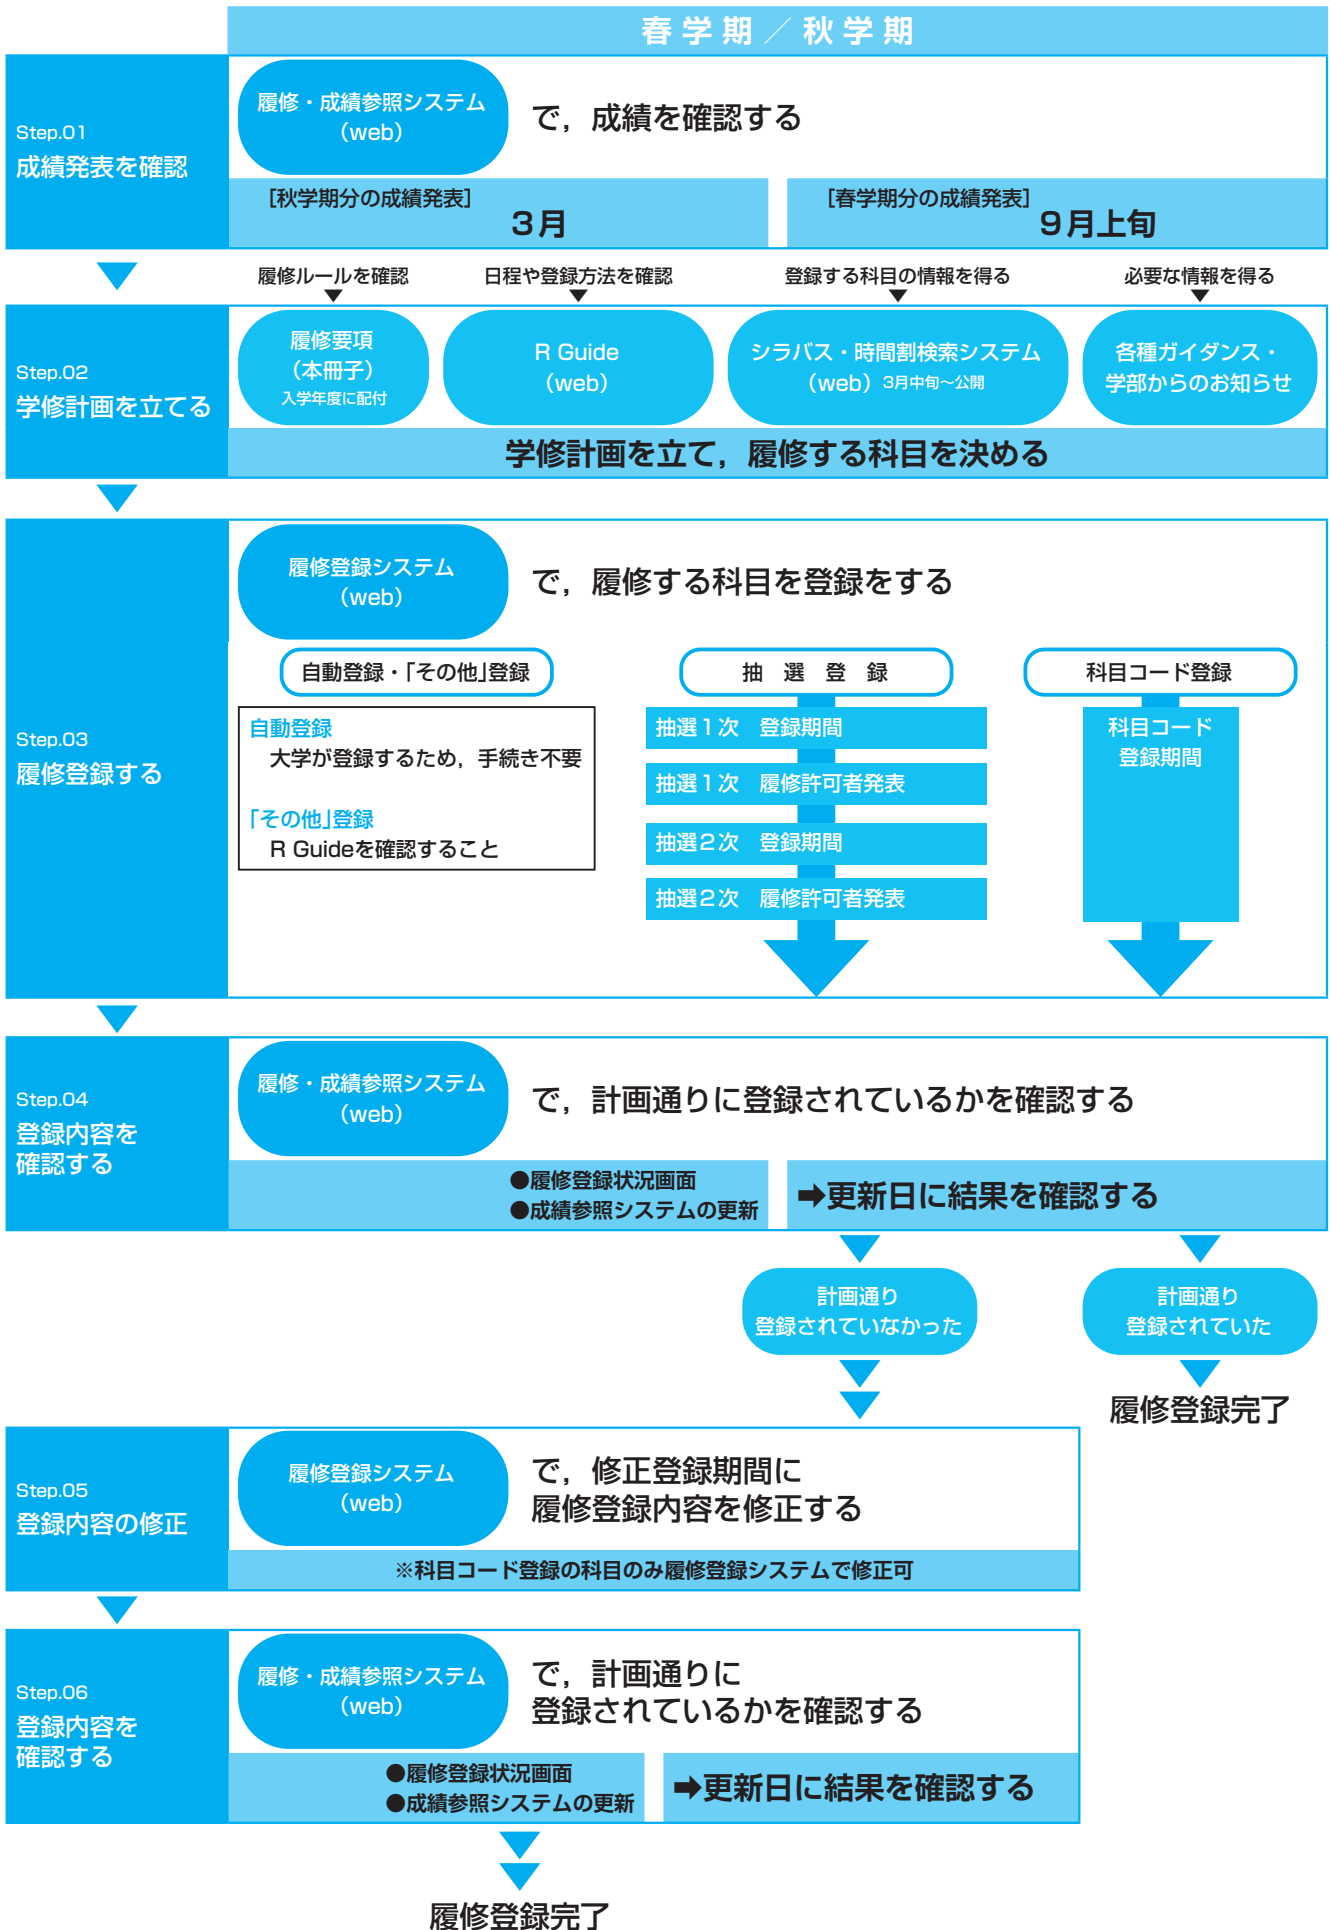 春学期／秋学期
Step.01
成績発表を確認
履修・成績参照システム
（web）
で，成績を確認する
［秋学期分の成績発表］
3月
［春学期分の成績発表］
9月上旬
履修ルールを確認
日程や登録方法を確認
登録する科目の情報を得る
必要な情報を得る
Step.02
学修計画を立てる
履修要項
（本冊子）
入学年度に配付
R Guide
（web）
シラバス・時間割検索システム
（web）3月中旬～公開
各種ガイダンス・
学部からのお知らせ
学修計画を立て，履修する科目を決める
Step.03
履修登録する
履修登録システム
（web）
で，履修する科目を登録をする
自動登録・「その他」登録
自動登録
大学が登録するため，手続き不要
「その他」登録
R Guideを確認すること
抽選登録
抽選1次　登録期間
抽選1次　履修許可者発表
抽選2次　登録期間
抽選2次　履修許可者発表
科目コード登録
科目コード
登録期間
Step.04
登録内容を
確認する
履修・成績参照システム
（web）
で，計画通りに登録されているかを確認する
●履修登録状況画面
●成績参照システムの更新
➡更新日に結果を確認する
計画通り
登録されていなかった
計画通り
登録されていた
履修登録完了
Step.05
登録内容の修正
履修登録システム
（web）
で，修正登録期間に
履修登録内容を修正する
※科目コード登録の科目のみ履修登録システムで修正可
Step.06
登録内容を
確認する
履修・成績参照システム
（web）
で，計画通りに
登録されているかを確認する
●履修登録状況画面
●成績参照システムの更新
➡更新日に結果を確認する
履修登録完了